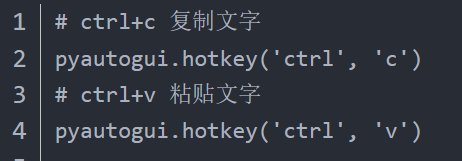 1 # ctrl+c 复制文字
2 pyautogui.hotkey('ctrl', 'c')
3 # ctrl+v 粘贴文字
4 pyautogui.hotkey('ctrl', 'v')